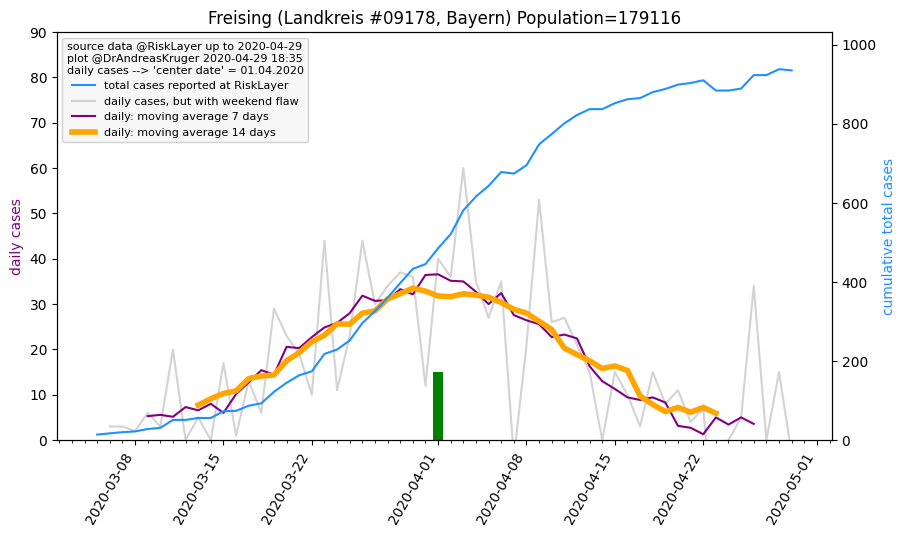 Freising (Landkreis #09178, Bayern) Population=179116
source data @RiskLayer up to 2020-04-29
plot @DrAndreasKruger 2020-04-29 18:35
daily cases --> 'center date' = 01.04.2020
total cases reported at RiskLayer
daily cases, but with weekend flaw
daily: moving average 7 days
daily: moving average 14 days
daily cases
90
80
70
60
50
40
30
20
10
0
1000
800
600
400
200
0
cumulative total cases
2020-03-08
2020-03-15
2020-03-22
2020-04-01
2020-04-08
2020-04-15
2020-04-22
2020-05-01